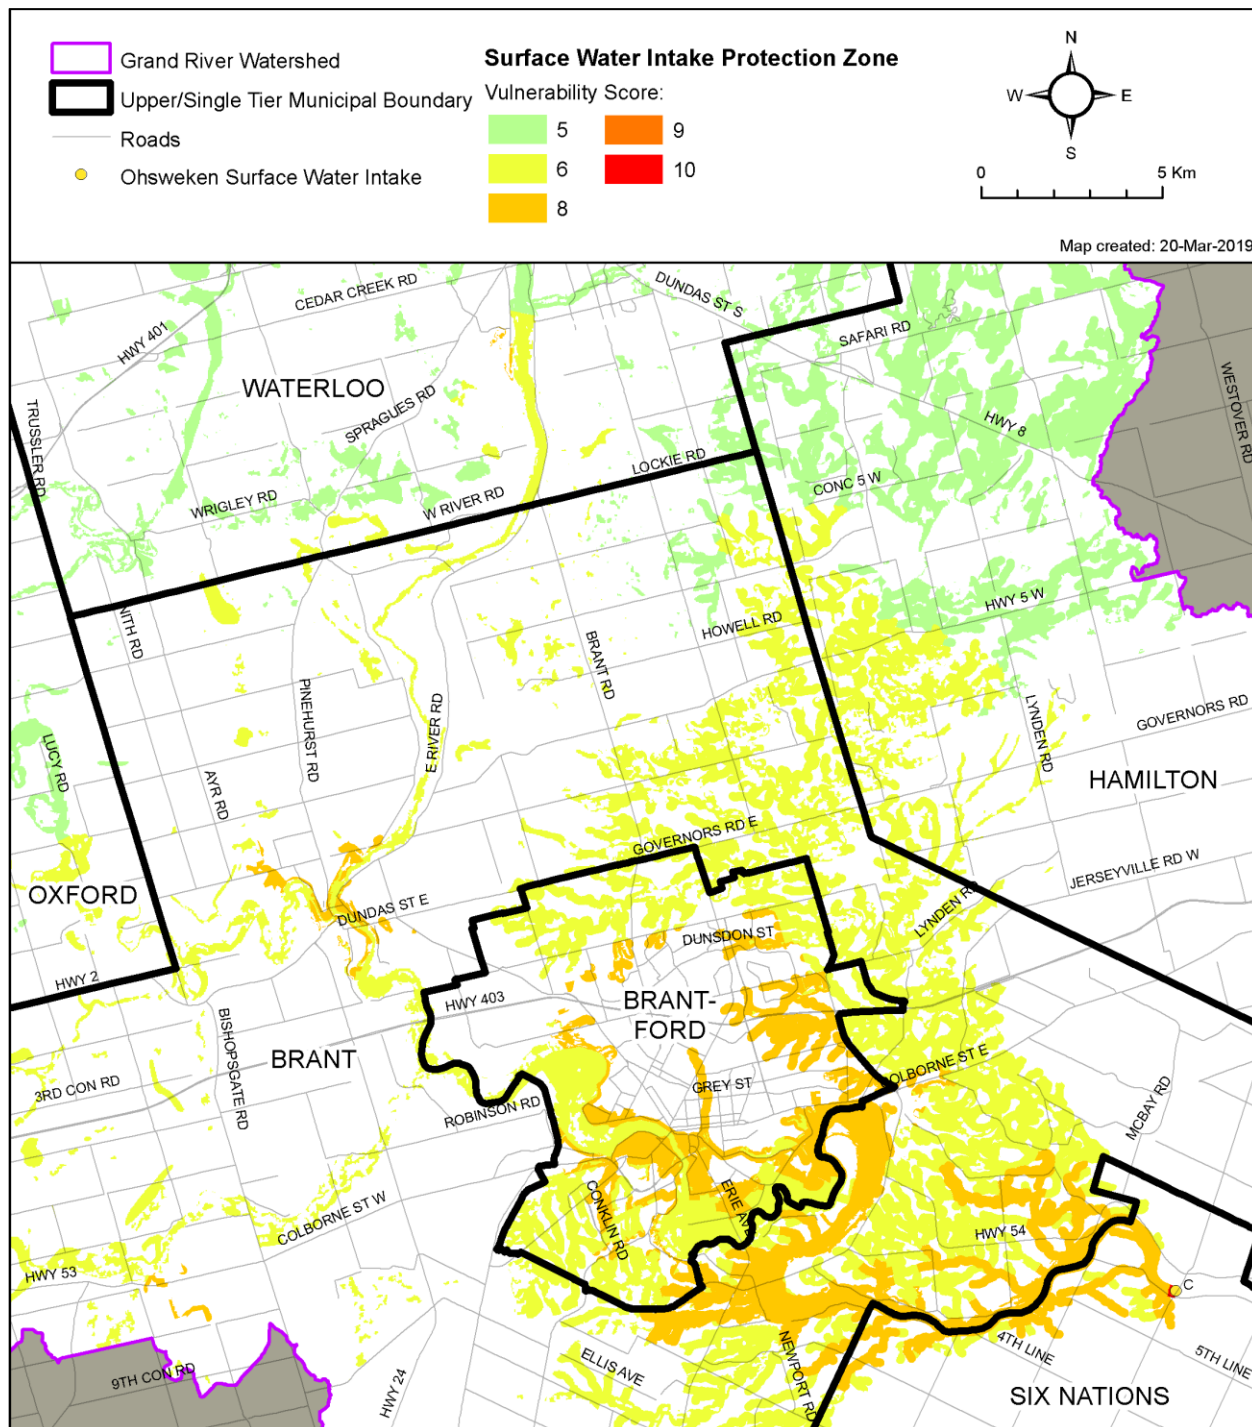 Grand River Watershed
Upper/Single Tier Municipal Boundary
Roads
Ohsweken Surface Water Intake
Surface Water Intake Protection Zone
Vulnerability Score:
5
9
6
10
8
N
W
E
S
0
5 Km
Map created: 20-Mar-2019
CEDAR CREEK RD
DUNDAS ST S
HWY 401
SAFARI RD
WATERLOO
WESTOVER RD
TRUSSLER RD
SPRAGUES RD
HWY 8
LOCKIE RD
CONC 5 W
WRIGLEY RD
W RIVER RD
HWY 5 W
NITH RD
HOWELL RD
BRANT RD
PINEHURST RD
E RIVER RD
LYNDEN RD
GOVERNORS RD
LUCY RD
AYR RD
HAMILTON
GOVERNORS RD E
JERSEYVILLE RD W
OXFORD
DUNDAS ST E
LYNDEN RD
DUNSDON ST
HWY 2
HWY 403
BRANT-
FORD
BISHOPSGATE RD
BRANT
COLBORNE ST E
3RD CON RD
GREY ST
ROBINSON RD
MCBAY RD
COLBORNE ST W
CONKLIN RD
ERIE AVE
HWY 54
HWY 53
C
4TH LINE
5TH LINE
ELLIS AVE
NEWPORT RD
9TH CON RD
HWY 24
SIX NATIONS